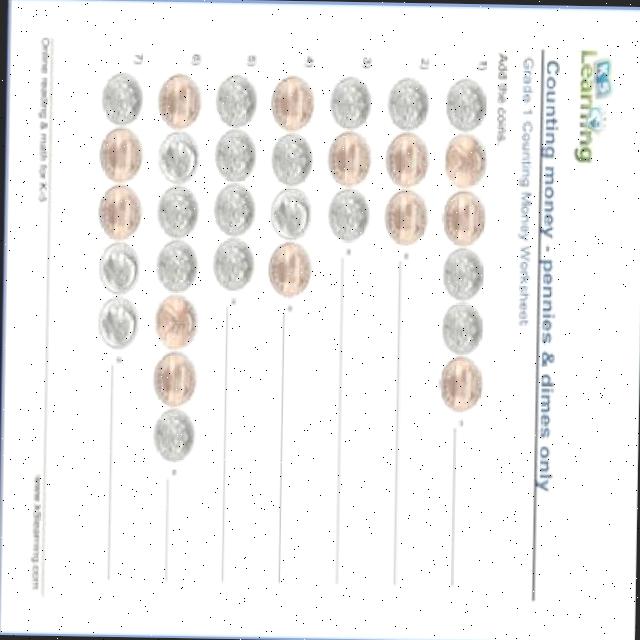 K5
Learning
Counting money - pennies & dimes only
Grade 1 Counting Money Worksheet
Add the coins.
1)
=
2)
=
3)
=
4)
=
5)
=
6)
=
7)
=
Online reading & math for K-5
www.k5learning.com